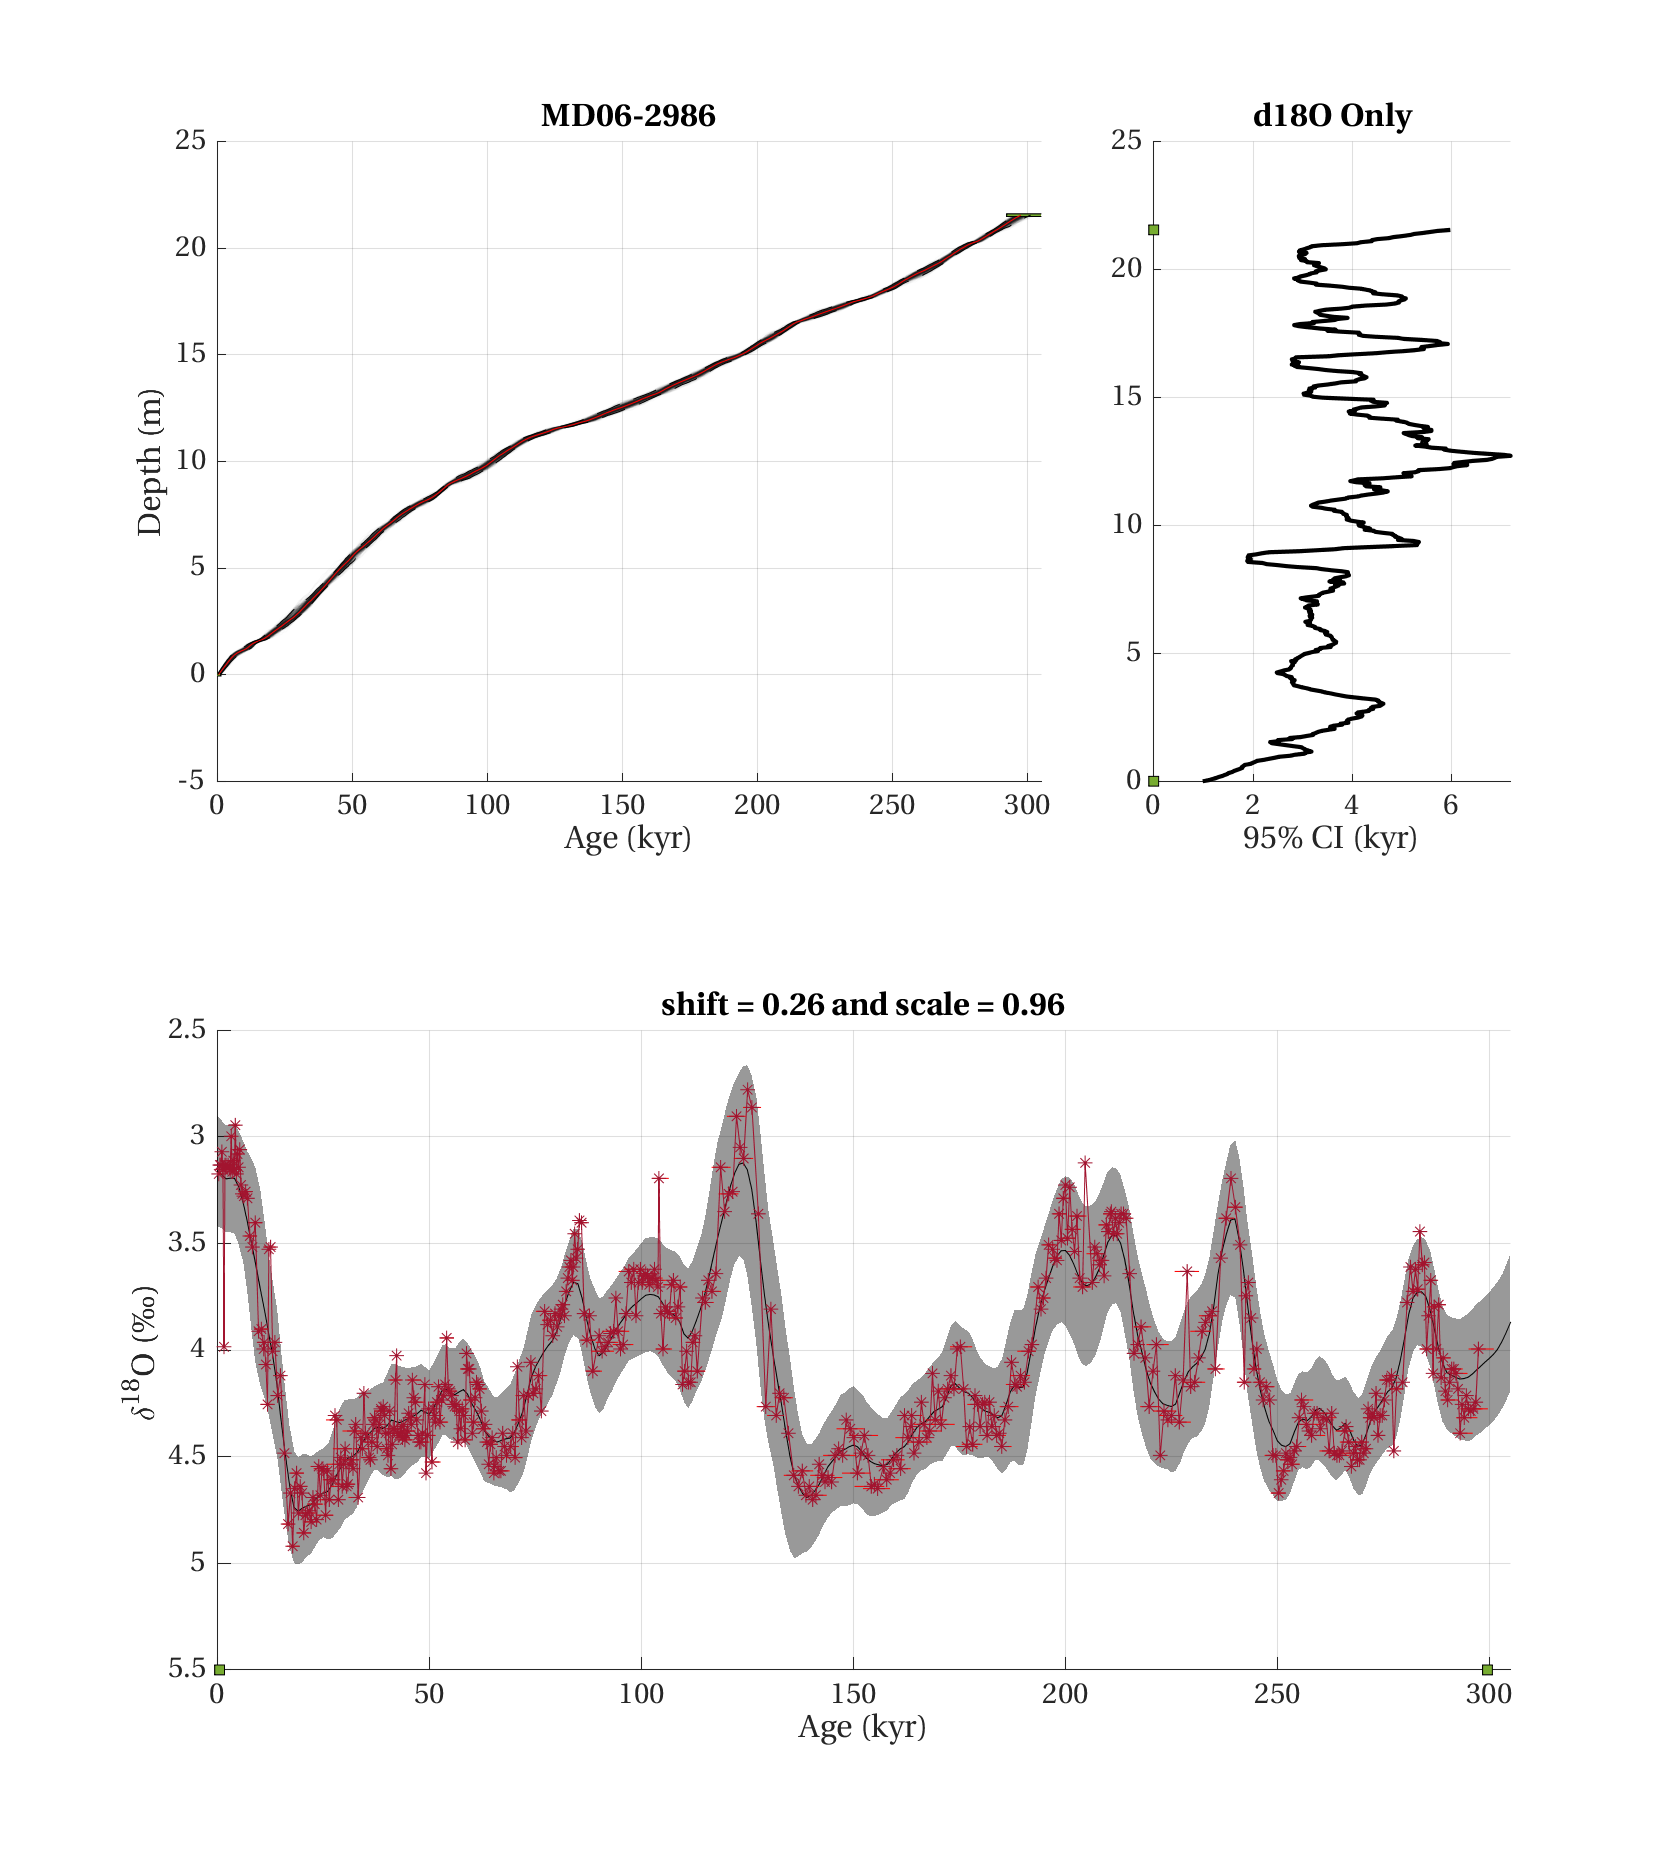 MD06-2986
25
20
15
10
5
0
-5
Depth (m)
0 50 100 150 200 250 300
Age (kyr)
d18O Only
25
20
15
10
5
0
0 2 4 6
95% CI (kyr)
shift = 0.26 and scale = 0.96
2.5
3
3.5
4
4.5
5
5.5
δ¹⁸O (‰)
0 50 100 150 200 250 300
Age (kyr)